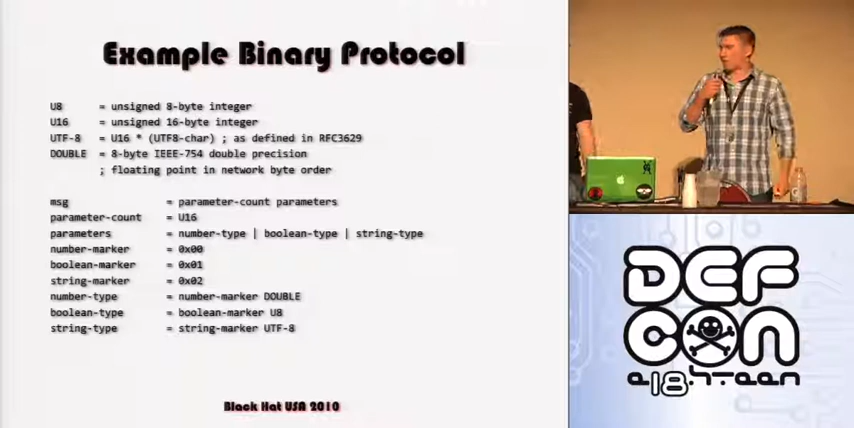 Example Binary Protocol
U8 = unsigned 8-byte integer
U16 = unsigned 16-byte integer
UTF-8 = U16 * (UTF8-char) ; as defined in RFC3629
DOUBLE = 8-byte IEEE-754 double precision
; floating point in network byte order
msg = parameter-count parameters
parameter-count = U16
parameters = number-type | boolean-type | string-type
number-marker = 0x00
boolean-marker = 0x01
string-marker = 0x02
number-type = number-marker DOUBLE
boolean-type = boolean-marker U8
string-type = string-marker UTF-8
Black Hat USA 2010
DEF
CON
e18h-teen